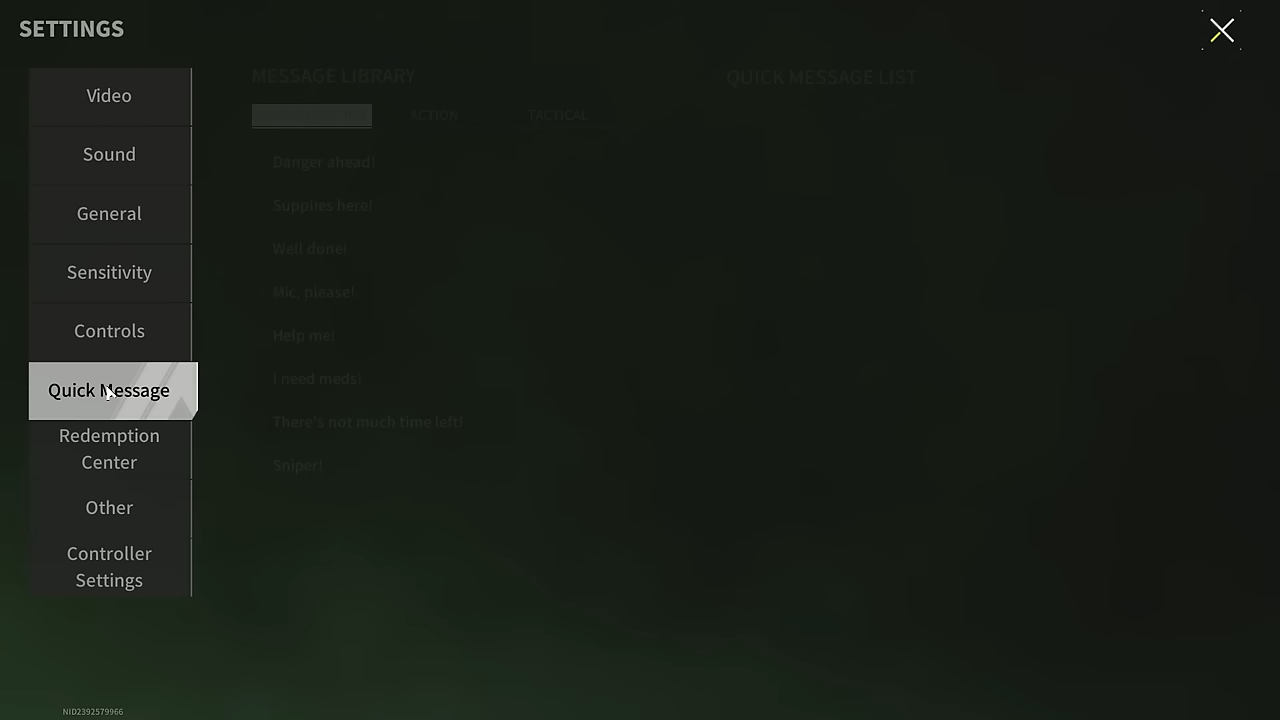 SETTINGS
Video
Sound
General
Sensitivity
Controls
Quick Message
Redemption
Center
Other
Controller
Settings
MESSAGE LIBRARY
ACTION
TACTICAL
Danger ahead!
Supplies here!
Well done!
Mic, please!
Help me!
I need meds!
There's not much time left!
Sniper!
QUICK MESSAGE LIST
NID2392579966